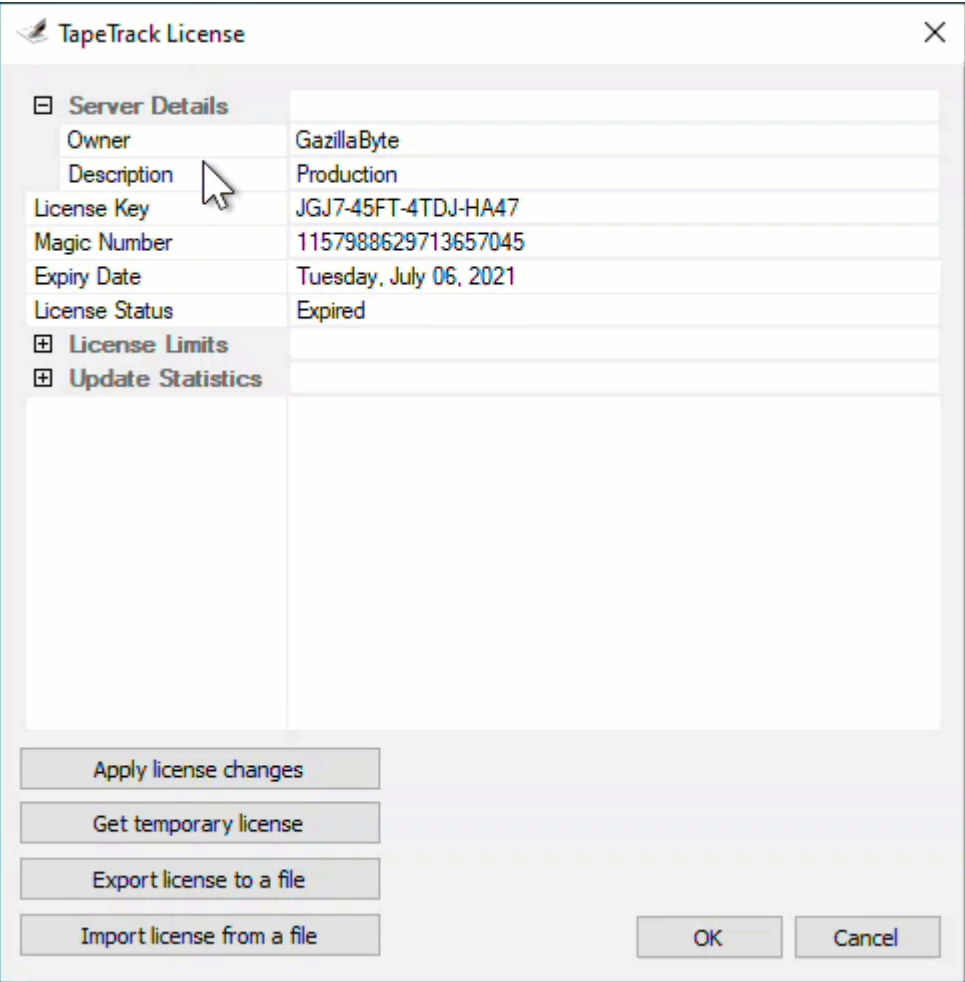 TapeTrack License
Server Details
Owner GazillaByte
Description Production
License Key JGJ7-45FT-4TDJ-HA47
Magic Number 1157988629713657045
Expiry Date Tuesday, July 06, 2021
License Status Expired
License Limits
Update Statistics
Apply license changes
Get temporary license
Export license to a file
Import license from a file
OK Cancel